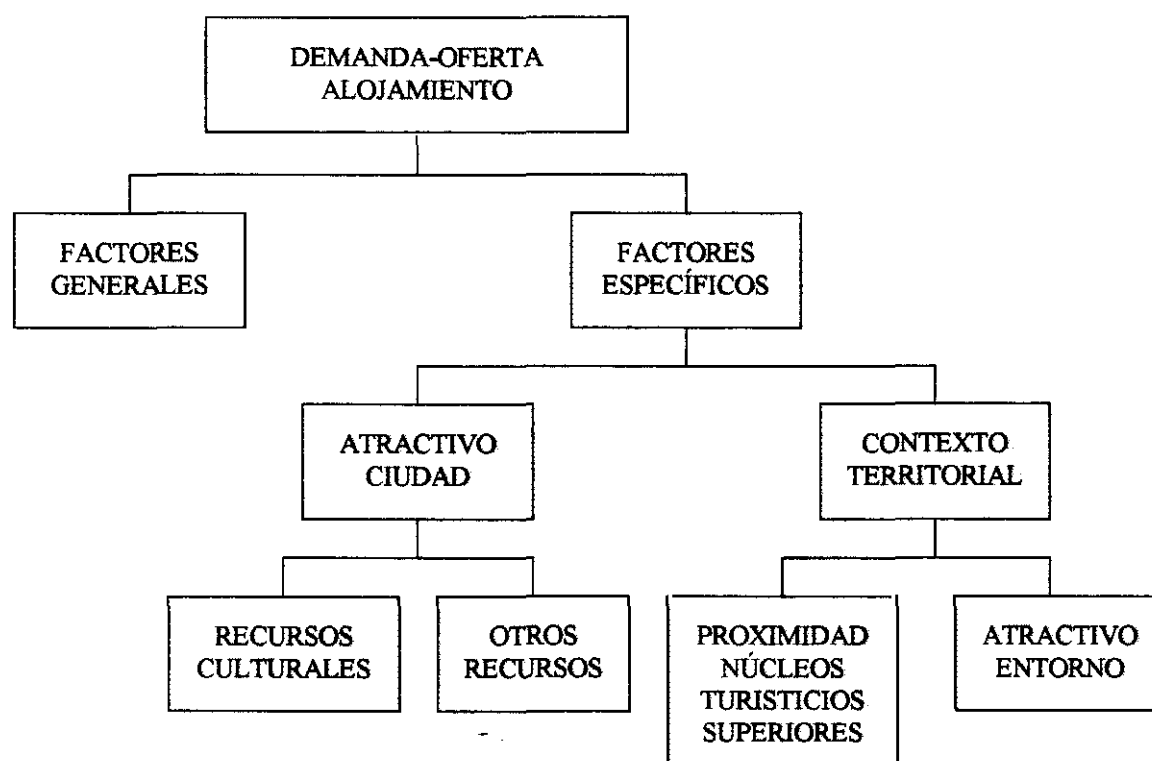 DEMANDA-OFERTA
ALOJAMIENTO
FACTORES
GENERALES
FACTORES
ESPECÍFICOS
ATRACTIVO
CIUDAD
CONTEXTO
TERRITORIAL
RECURSOS
CULTURALES
OTROS
RECURSOS
PROXIMIDAD
NÚCLEOS
TURISTICIOS
SUPERIORES
ATRACTIVO
ENTORNO